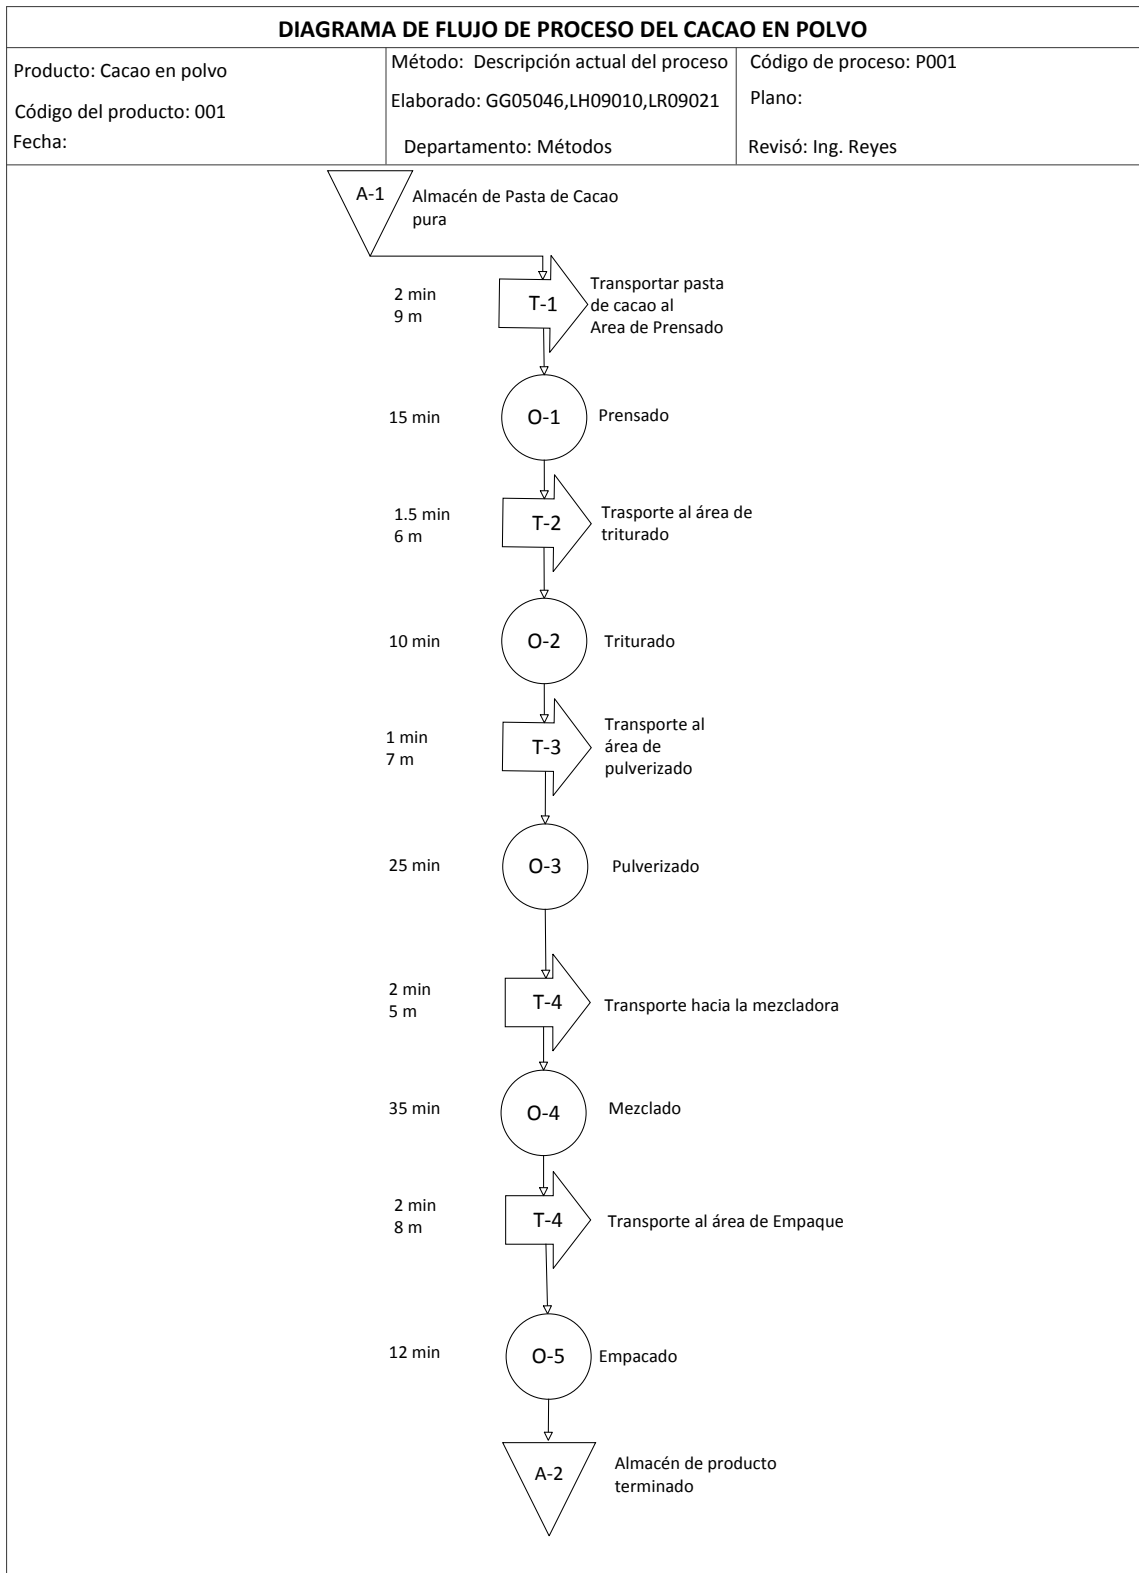 DIAGRAMA DE FLUJO DE PROCESO DEL CACAO EN POLVO
Producto: Cacao en polvo
Código del producto: 001
Fecha:
Método:  Descripción actual del proceso
Elaborado: GG05046,LH09010,LR09021
Departamento: Métodos
Código de proceso: P001
Plano:
Revisó: Ing. Reyes
A-1
Almacén de Pasta de Cacao
pura
2 min
9 m
T-1
Transportar pasta
de cacao al
Area de Prensado
15 min
O-1
Prensado
1.5 min
6 m
T-2
Trasporte al área de
triturado
10 min
O-2
Triturado
1 min
7 m
T-3
Transporte al
área de
pulverizado
25 min
O-3
Pulverizado
2 min
5 m
T-4
Transporte hacia la mezcladora
35 min
O-4
Mezclado
2 min
8 m
T-4
Transporte al área de Empaque
12 min
O-5
Empacado
A-2
Almacén de producto
terminado